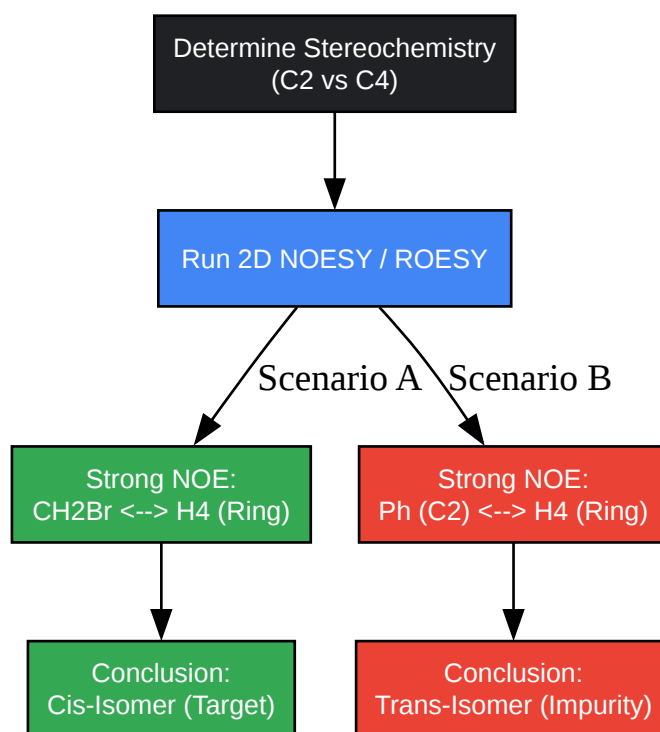 Determine Stereochemistry
(C2 vs C4)
Run 2D NOESY / ROESY
Scenario A
Scenario B
Strong NOE:
CH2Br <--> H4 (Ring)
Strong NOE:
Ph (C2) <--> H4 (Ring)
Conclusion:
Cis-Isomer (Target)
Conclusion:
Trans-Isomer (Impurity)